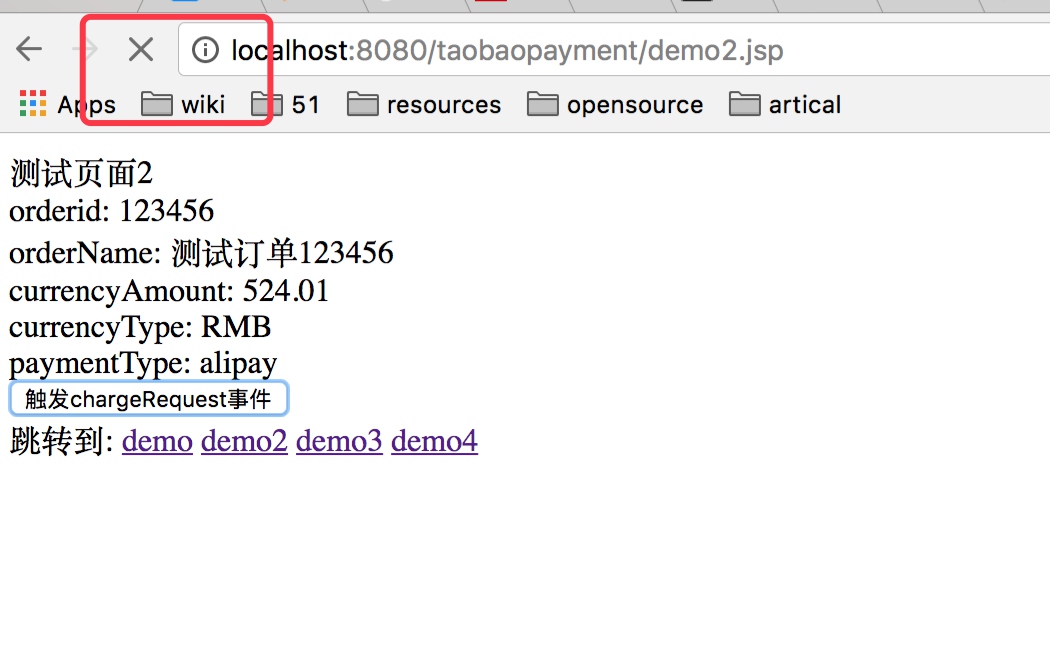 localhost:8080/taobaopayment/demo2.jsp
Apps wiki 51 resources opensource artical
测试页面2
orderid: 123456
orderName: 测试订单123456
currencyAmount: 524.01
currencyType: RMB
paymentType: alipay
触发chargeRequest事件
跳转到: demo demo2 demo3 demo4